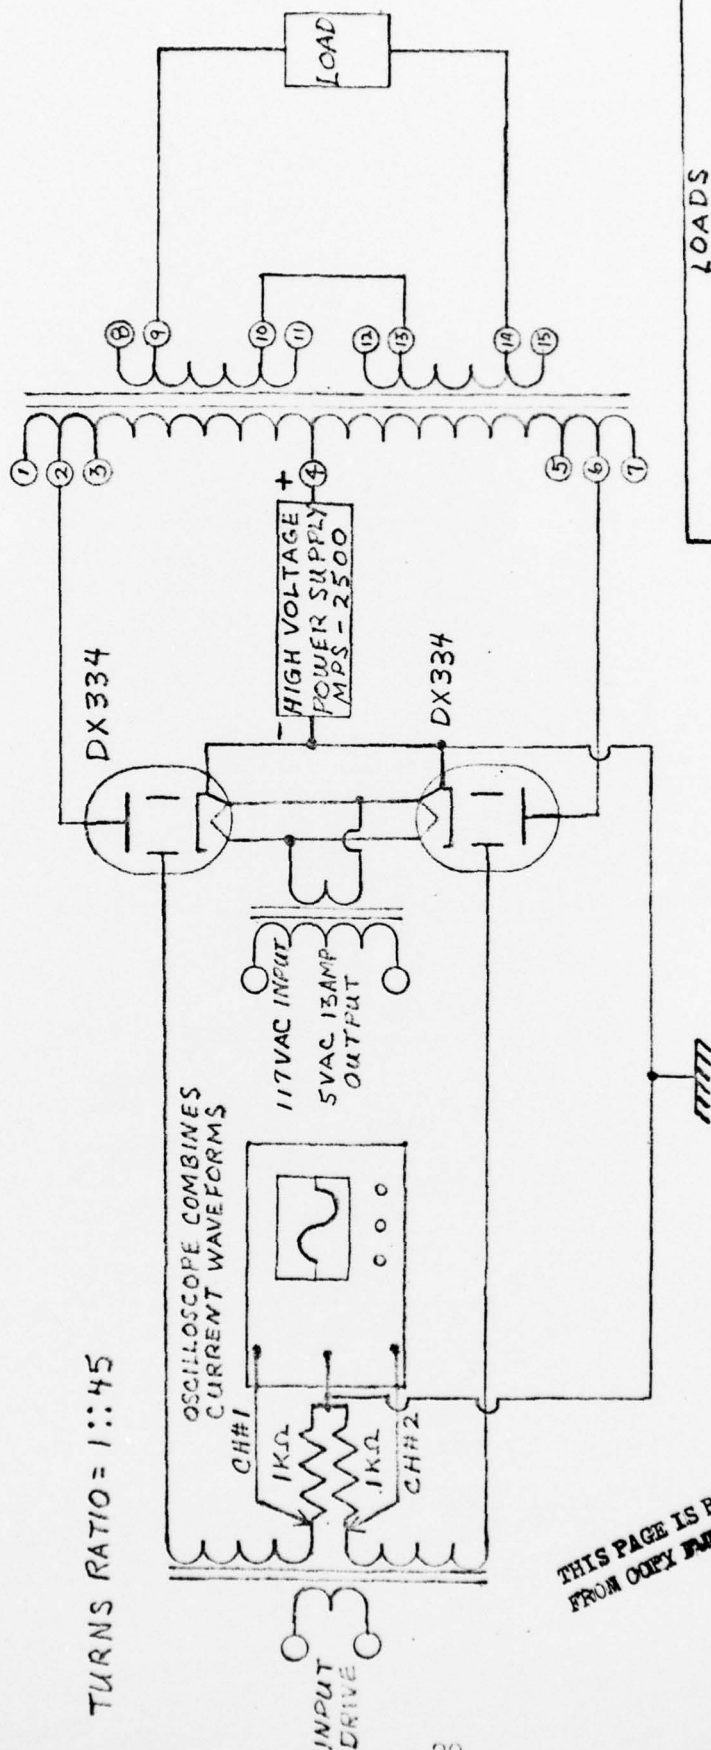 TURNS RATIO = 1::45
INPUT
DRIVE
OSCILLOSCOPE COMBINES
CURRENT WAVEFORMS
CH#1
1KΩ
.1KΩ
CH#2
117VAC INPUT
5VAC 13AMP
OUTPUT
DX334
DX334
- HIGH VOLTAGE +
POWER SUPPLY
MPS-2500
1
2
3
4
5
6
7
8
9
10
11
12
13
14
15
LOAD
LOADS
THIS PAGE IS
FROM COPY